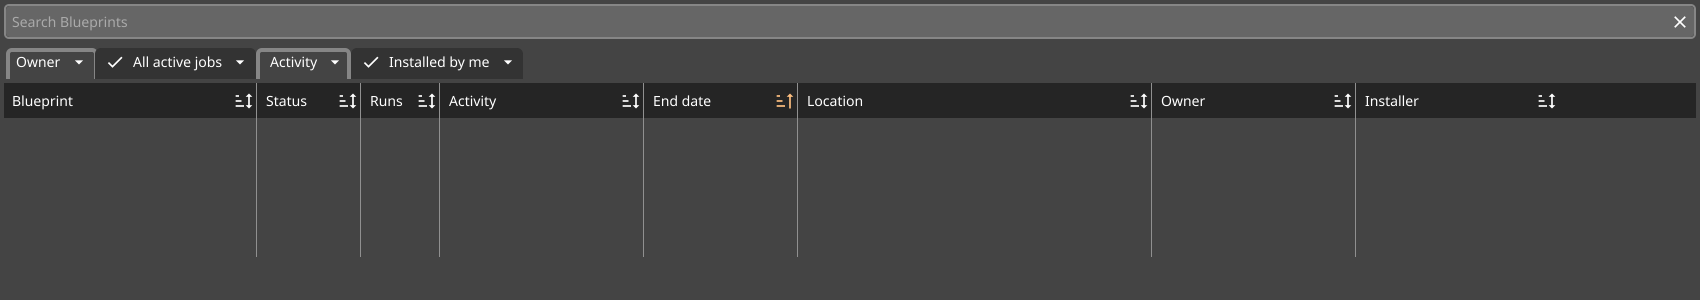 Search Blueprints
Owner All active jobs Activity Installed by me
Blueprint Status Runs Activity End date Location Owner Installer